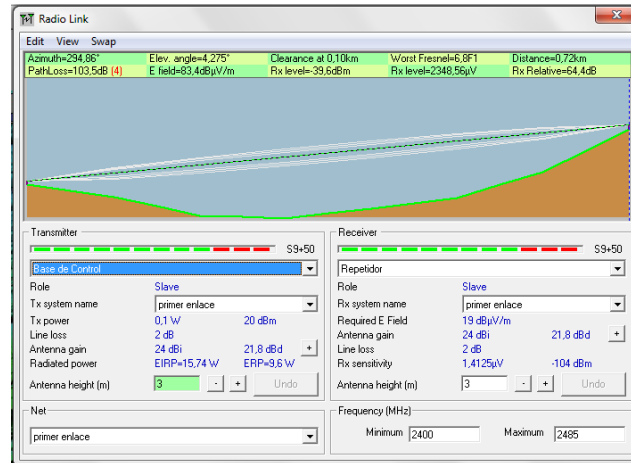 Radio Link
Edit View Swap
Azimuth=294,86° Elev. angle=4,275° Clearance at 0,10km Worst Fresnel=6,8F1 Distance=0,72km
PathLoss=103,5dB (4) E field=83,4dBµV/m Rx level=-39,6dBm Rx level=2348,56µV Rx Relative=64,4dB
Transmitter
S9+50
Base de Control
Role Slave
Tx system name primer enlace
Tx power 0,1 W 20 dBm
Line loss 2 dB
Antenna gain 24 dBi 21,8 dBd +
Radiated power EIRP=15,74 W ERP=9,6 W
Antenna height (m) 3 - + Undo
Receiver
S9+50
Repetidor
Role Slave
Rx system name primer enlace
Required E Field 19 dBµV/m
Antenna gain 24 dBi 21,8 dBd +
Line loss 2 dB
Rx sensitivity 1,4125µV -104 dBm
Antenna height (m) 3 - + Undo
Net
primer enlace
Frequency (MHz)
Minimum 2400 Maximum 2485